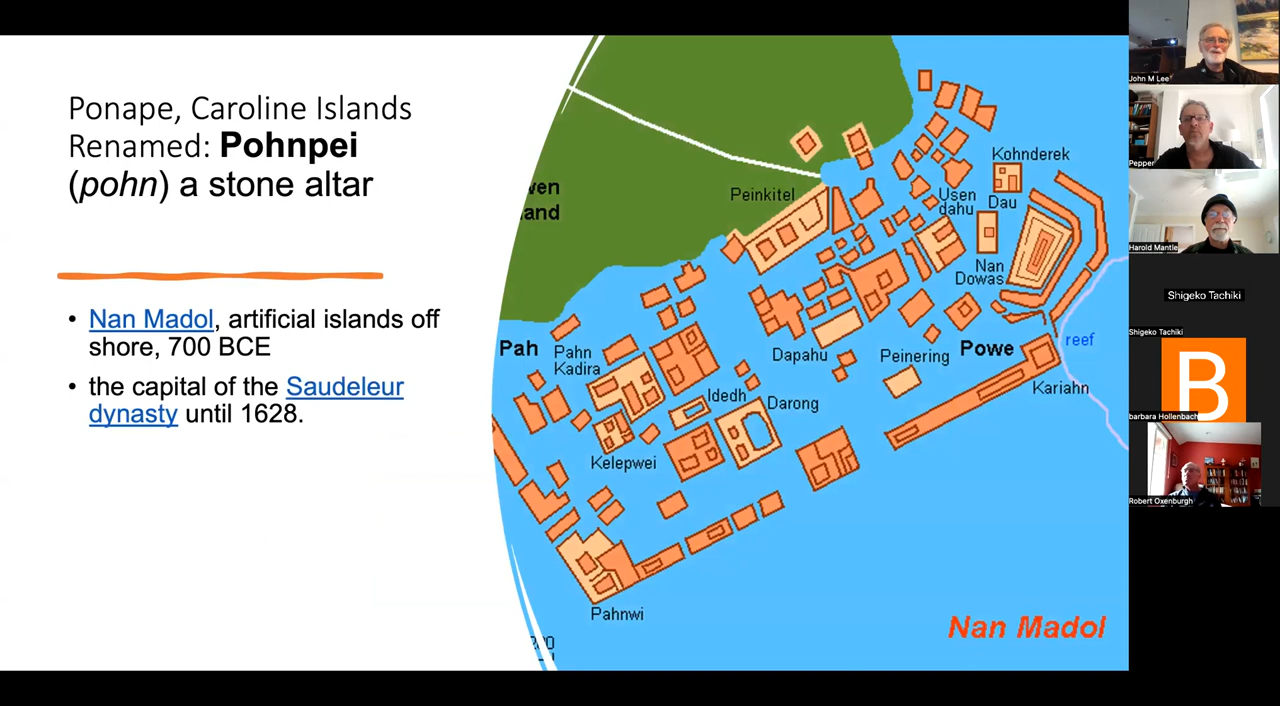 Ponape, Caroline Islands
Renamed: Pohnpei
(pohn) a stone altar
• Nan Madol, artificial islands off
shore, 700 BCE
• the capital of the Saudeleur
dynasty until 1628.
Kohnderek
Peinkitel
Usen
dahu
Dau
Nan
Dowas
Pah
Pahn
Kadira
Dapahu
Peinering
Powe
reef
Kariahn
Idedh
Darong
Kelepwei
Pahnwi
Nan Madol
John M Lee
Pepper
Harold Mantle
Shigeko Tachiki
Shigeko Tachiki
B
barbara Hollenbach
Robert Oxenburgh